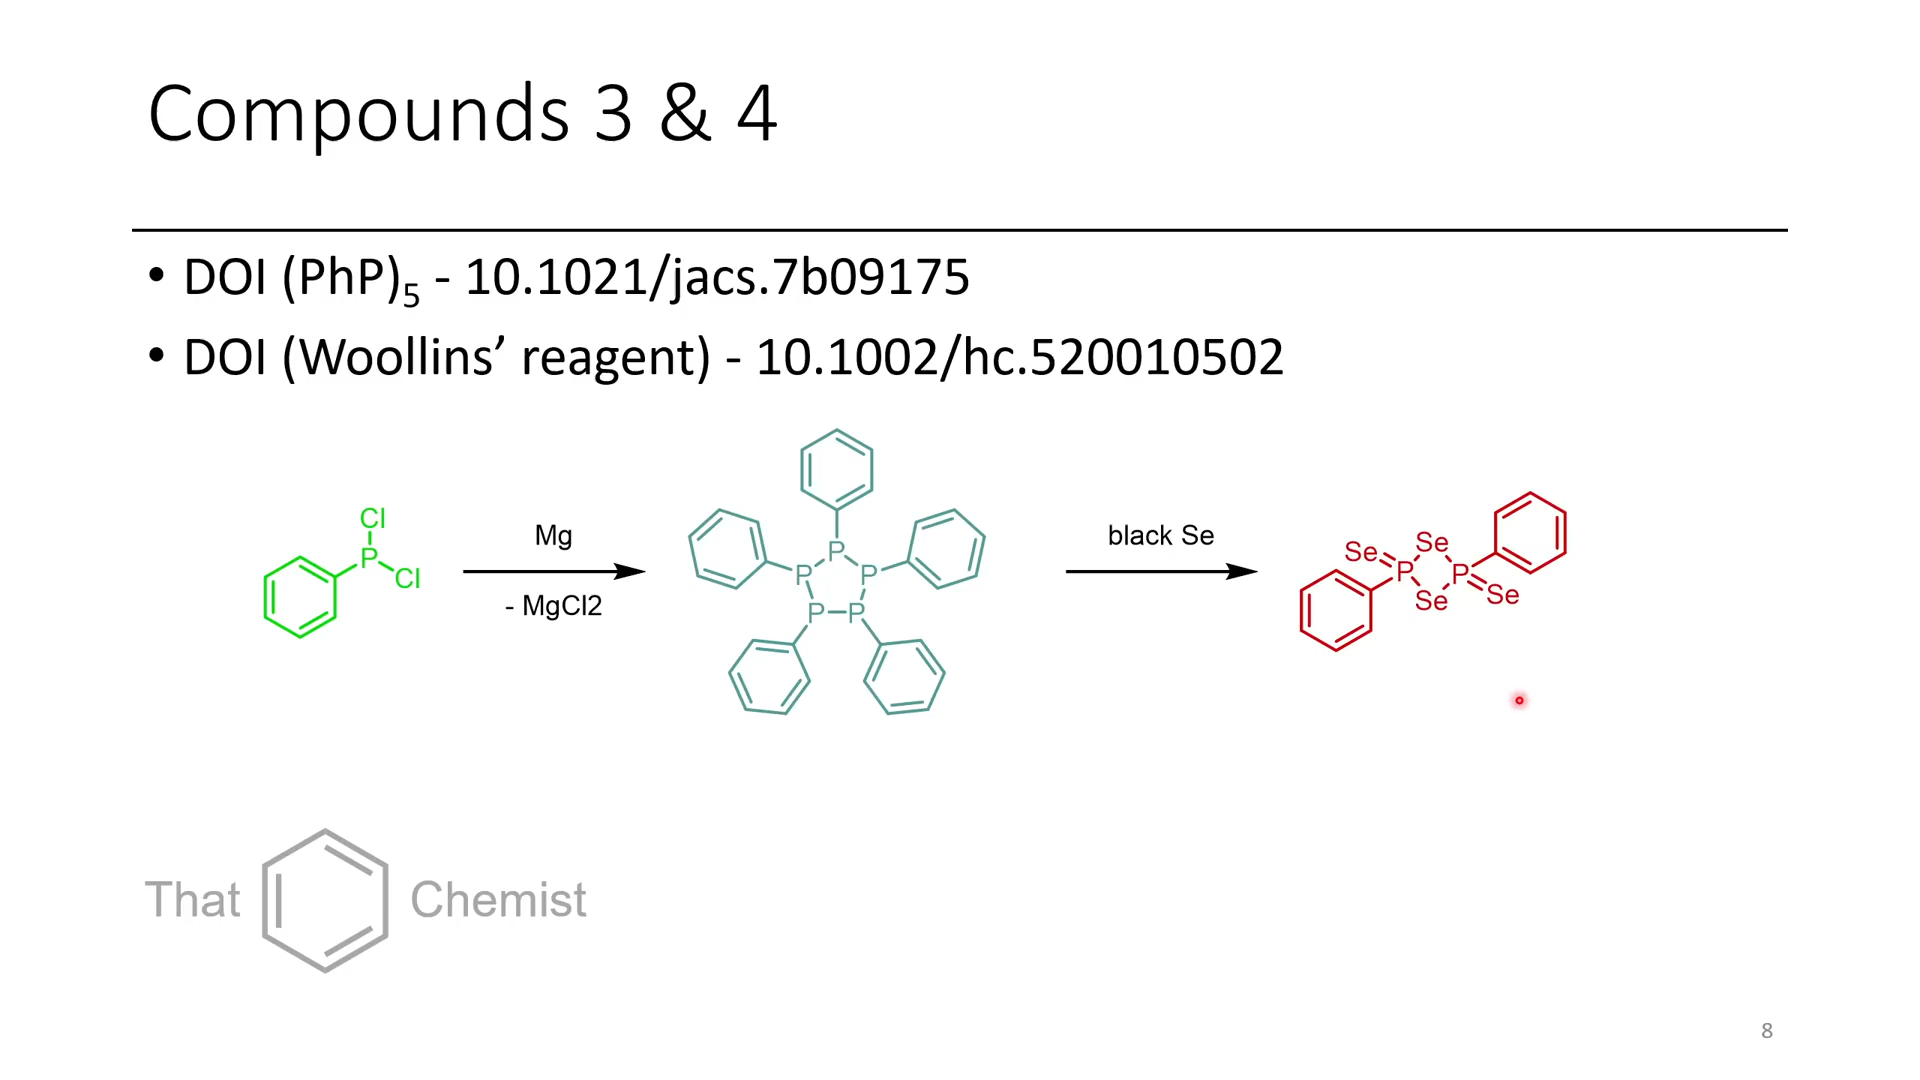 Compounds 3 & 4
• DOI (PhP)5 - 10.1021/jacs.7b09175
• DOI (Woollins’ reagent) - 10.1002/hc.520010502
Cl
P
Cl
Mg
- MgCl2
P
P P
P P
black Se
Se Se
P P
Se Se
That Chemist
8